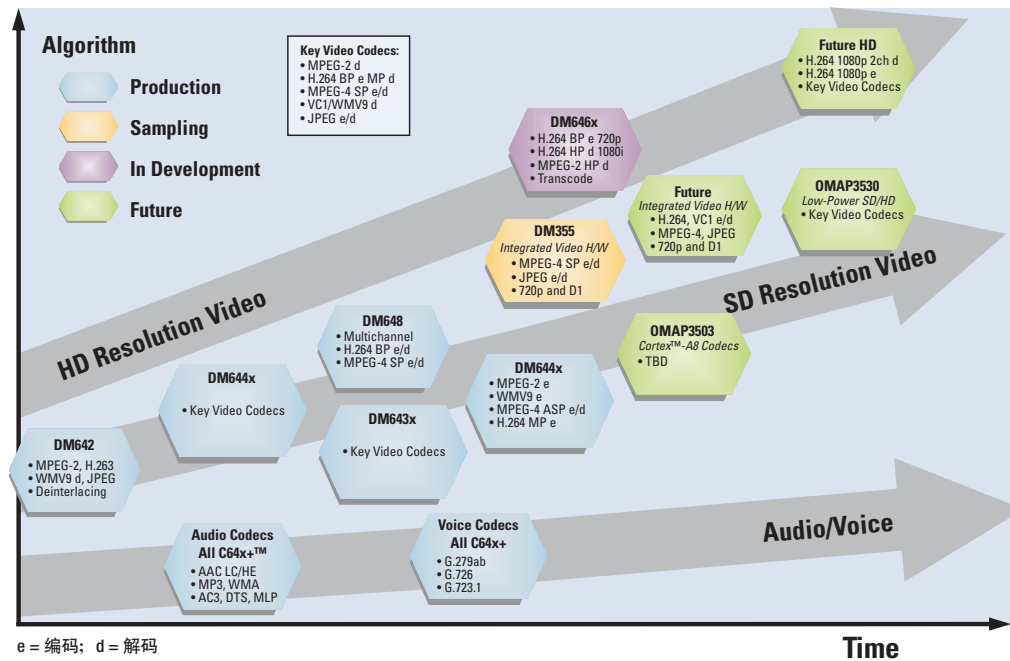 Algorithm
Production
Sampling
In Development
Future
Key Video Codecs:
• MPEG-2 d
• H.264 BP e MP d
• MPEG-4 SP e/d
• VC1/WMV9 d
• JPEG e/d
Future HD
• H.264 1080p 2ch d
• H.264 1080p e
• Key Video Codecs
DM646x
• H.264 BP e 720p
• H.264 HP d 1080i
• MPEG-2 HP d
• Transcode
Future
Integrated Video H/W
• H.264, VC1 e/d
• MPEG-4, JPEG
• 720p and D1
OMAP3530
Low-Power SD/HD
• Key Video Codecs
DM355
Integrated Video H/W
• MPEG-4 SP e/d
• JPEG e/d
• 720p and D1
HD Resolution Video
SD Resolution Video
DM648
• Multichannel
• H.264 BP e/d
• MPEG-4 SP e/d
OMAP3503
Cortex™-A8 Codecs
• TBD
DM644x
• Key Video Codecs
DM644x
• MPEG-2 e
• WMV9 e
• MPEG-4 ASP e/d
• H.264 MP e
DM643x
• Key Video Codecs
DM642
• MPEG-2, H.263
• WMV9 d, JPEG
• Deinterlacing
Audio/Voice
Audio Codecs
All C64x+™
• AAC LC/HE
• MP3, WMA
• AC3, DTS, MLP
Voice Codecs
All C64x+
• G.279ab
• G.726
• G.723.1
e = 编码; d = 解码
Time